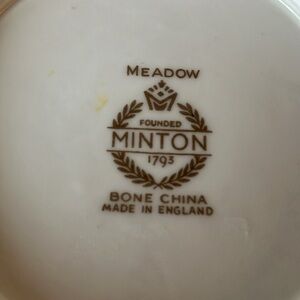 MEADOW
FOUNDED
MINTON
1793
BONE CHINA
MADE IN ENGLAND